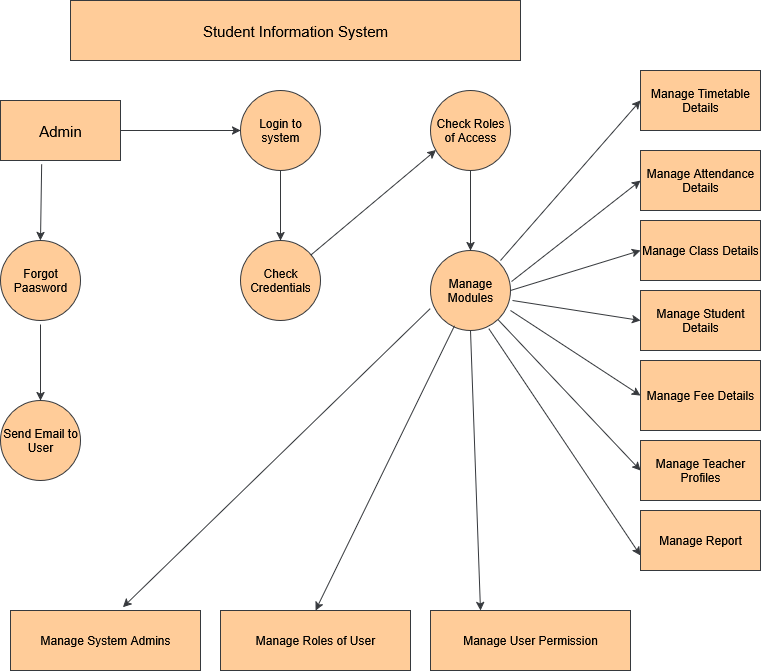 Student Information System
Admin
Login to
system
Check Roles
of Access
Manage Timetable
Details
Manage Attendance
Details
Manage Class Details
Forgot
Paasword
Check
Credentials
Manage
Modules
Manage Student
Details
Manage Fee Details
Send Email to
User
Manage Teacher
Profiles
Manage Report
Manage System Admins
Manage Roles of User
Manage User Permission